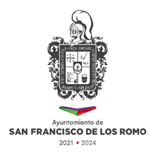 Ayuntamiento de
SAN FRANCISCO DE LOS ROMO
2021 • 2024